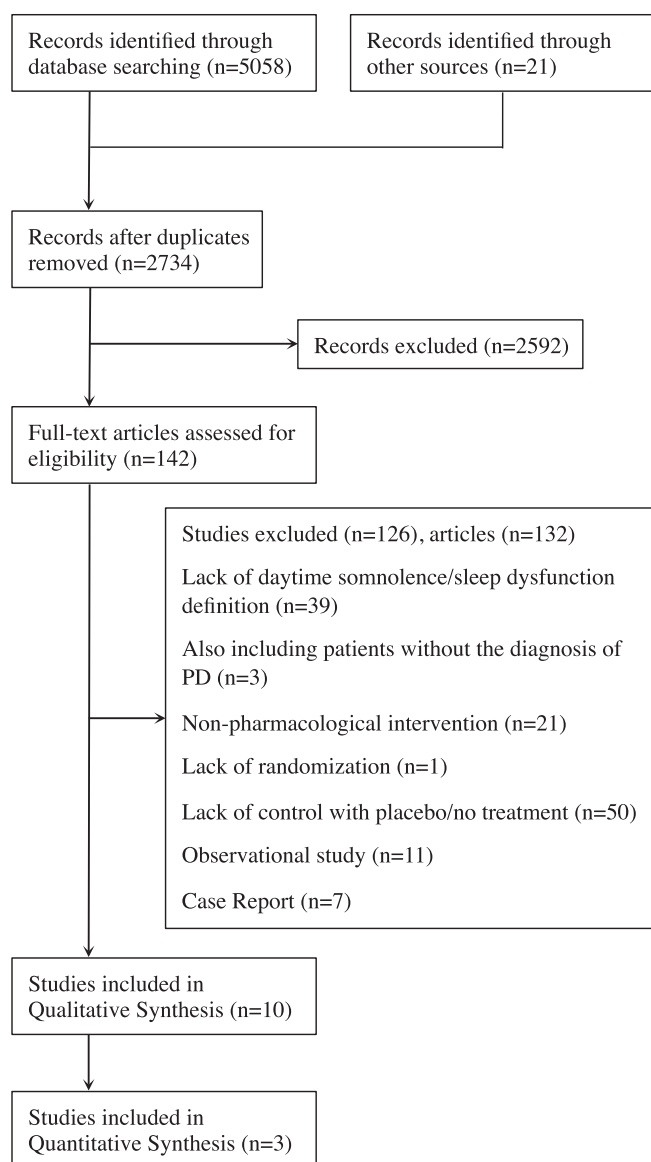 Records identified through
database searching (n=5058)
Records identified through
other sources (n=21)
Records after duplicates
removed (n=2734)
Records excluded (n=2592)
Full-text articles assessed for
eligibility (n=142)
Studies excluded (n=126), articles (n=132)
Lack of daytime somnolence/sleep dysfunction
definition (n=39)
Also including patients without the diagnosis of
PD (n=3)
Non-pharmacological intervention (n=21)
Lack of randomization (n=1)
Lack of control with placebo/no treatment (n=50)
Observational study (n=11)
Case Report (n=7)
Studies included in
Qualitative Synthesis (n=10)
Studies included in
Quantitative Synthesis (n=3)